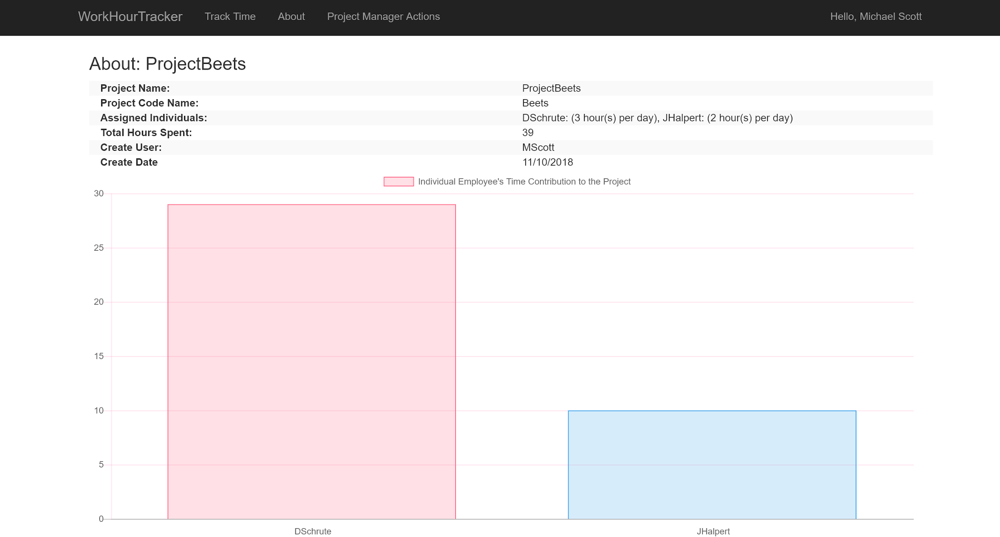 WorkHourTracker Track Time About Project Manager Actions Hello, Michael Scott
About: ProjectBeets
Project Name: ProjectBeets
Project Code Name: Beets
Assigned Individuals: DSchrute: (3 hour(s) per day), JHalpert: (2 hour(s) per day)
Total Hours Spent: 39
Create User: MScott
Create Date 11/10/2018
Individual Employee's Time Contribution to the Project
30
25
20
15
10
5
0
DSchrute JHalpert